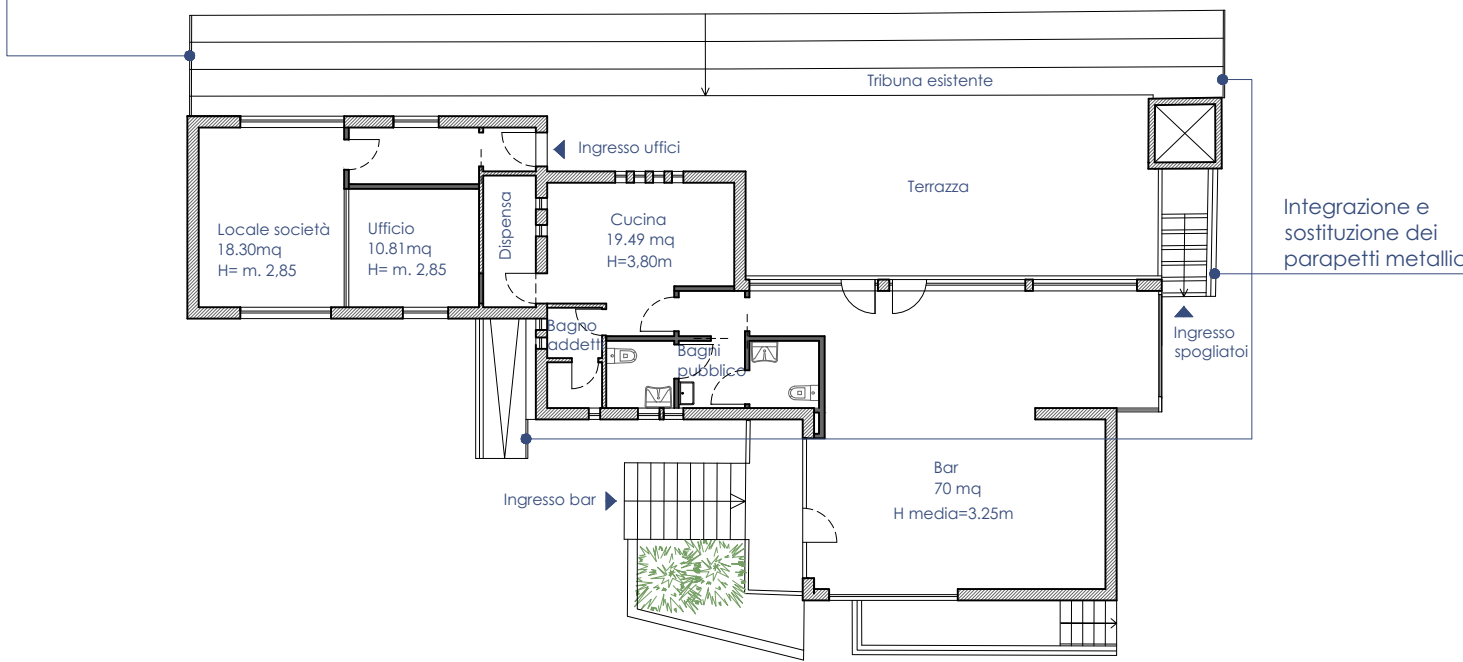 Tribuna esistente
Ingresso uffici
Terrazza
Dispensa
Cucina
19.49 mq
H=3,80m
Locale società
18.30mq
H= m. 2,85
Ufficio
10.81mq
H= m. 2,85
Integrazione e
sostituzione dei
parapetti metallic
Ingresso
spogliatoi
Bagno
addett
Bagni
pubblico
Bar
70 mq
H media=3.25m
Ingresso bar